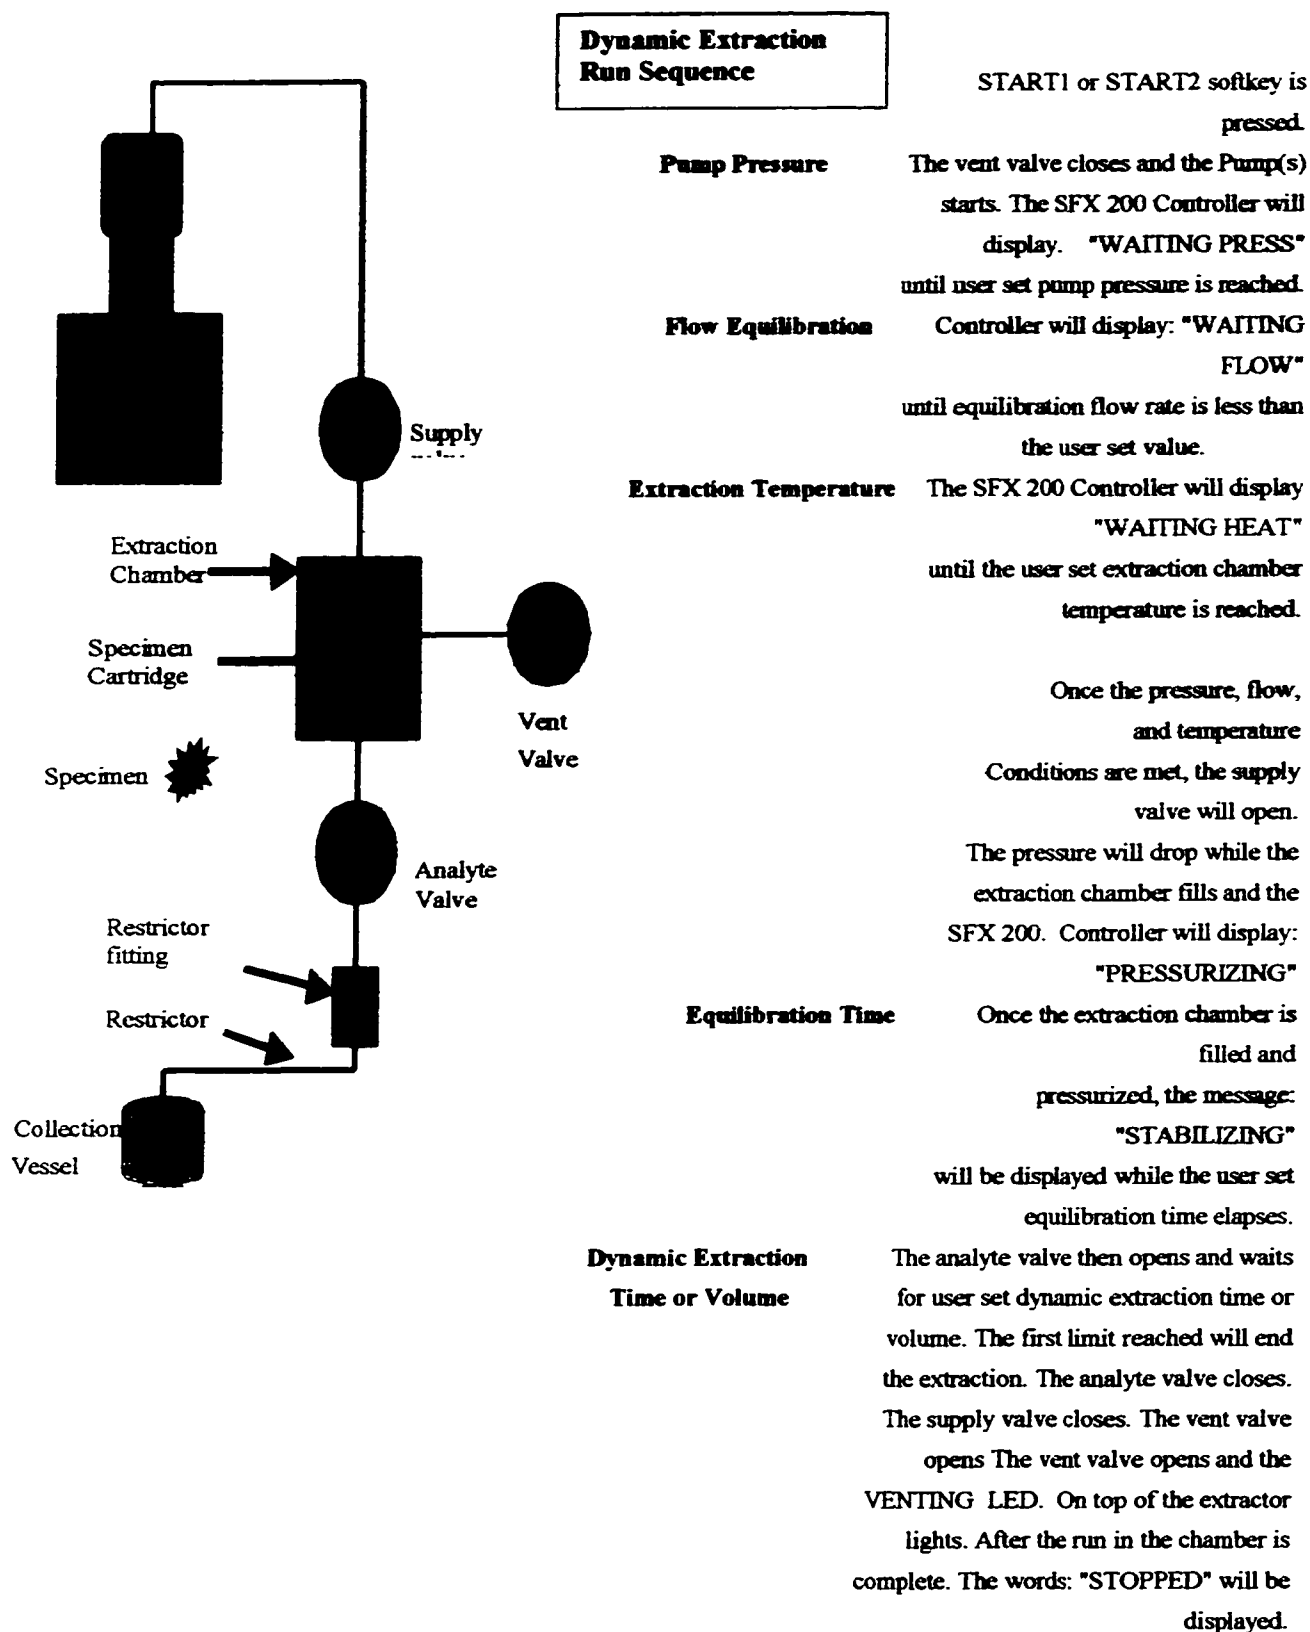 Dynamic Extraction
Run Sequence
START1 or START2 softkey is
pressed.
Pump Pressure The vent valve closes and the Pump(s)
starts. The SFX 200 Controller will
display. "WAITING PRESS"
until user set pump pressure is reached.
Flow Equilibration Controller will display: "WAITING
FLOW"
until equilibration flow rate is less than
the user set value.
Extraction Temperature The SFX 200 Controller will display
"WAITING HEAT"
until the user set extraction chamber
temperature is reached.
Once the pressure, flow,
and temperature
Conditions are met, the supply
valve will open.
The pressure will drop while the
extraction chamber fills and the
SFX 200. Controller will display:
"PRESSURIZING"
Equilibration Time Once the extraction chamber is
filled and
pressurized, the message:
"STABILIZING"
will be displayed while the user set
equilibration time elapses.
Dynamic Extraction The analyte valve then opens and waits
Time or Volume for user set dynamic extraction time or
volume. The first limit reached will end
the extraction. The analyte valve closes.
The supply valve closes. The vent valve
opens The vent valve opens and the
VENTING LED. On top of the extractor
lights. After the run in the chamber is
complete. The words: "STOPPED" will be
displayed.
Supply
Extraction
Chamber
Specimen
Cartridge
Vent
Valve
Specimen
Analyte
Valve
Restrictor
fitting
Restrictor
Collection
Vessel